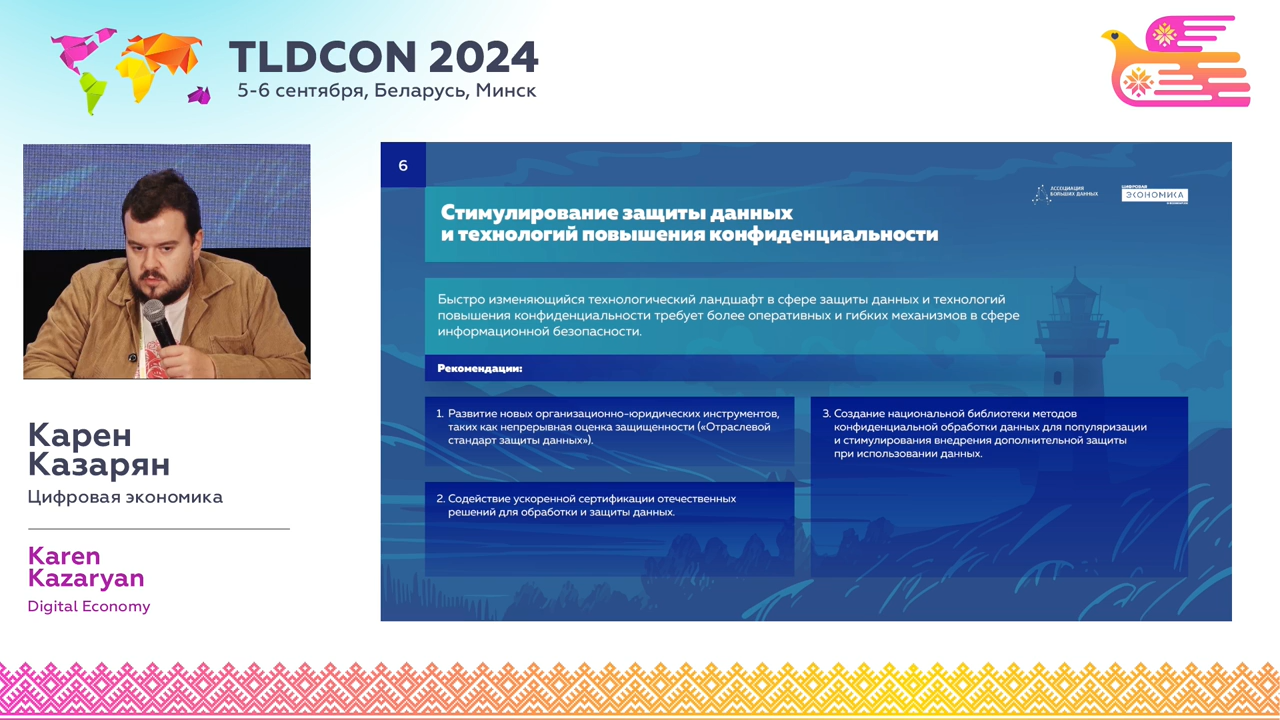 TLDCON 2024
5-6 сентября, Беларусь, Минск
6
АССОЦИАЦИЯ
БОЛЬШИХ ДАННЫХ
ЦИФРОВАЯ
ЭКОНОМИКА
Стимулирование защиты данных
и технологий повышения конфиденциальности
Быстро изменяющийся технологический ландшафт в сфере защиты данных и технологий
повышения конфиденциальности требует более оперативных и гибких механизмов в сфере
информационной безопасности.
Рекомендации:
1. Развитие новых организационно-юридических инструментов,
таких как непрерывная оценка защищенности («Отраслевой
стандарт защиты данных»).
2. Содействие ускоренной сертификации отечественных
решений для обработки и защиты данных.
3. Создание национальной библиотеки методов
конфиденциальной обработки данных для популяризации
и стимулирования внедрения дополнительной защиты
при использовании данных.
Карен
Казарян
Цифровая экономика
Karen
Kazaryan
Digital Economy